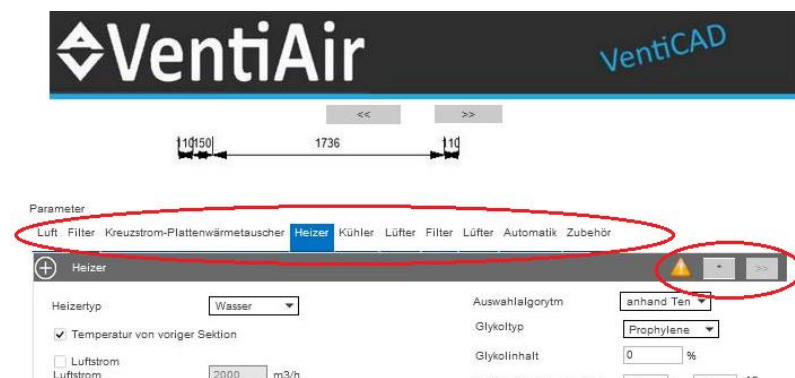 VentiAir
VentiCAD
<< >>
110 150 1736 110
Parameter
Luft Filter Kreuzstrom-Plattenwärmetauscher Heizer Kühler Lüfter Filter Lüfter Automatik Zubehör
Heizer
>>
Heizertyp Wasser Auswahlalgorytm anhand Ten
Temperatur von voriger Sektion Glykoltyp Prophylene
Luftstrom Glykolinhalt 0 %
Luftstrom 2000 m3/h